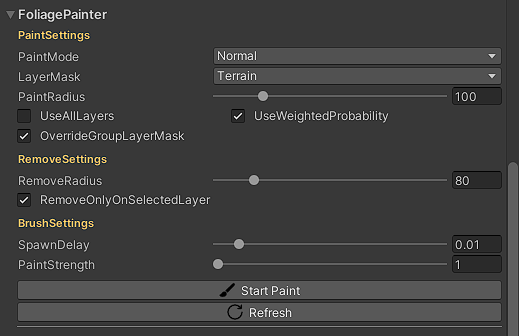 FoliagePainter
PaintSettings
PaintMode Normal
LayerMask Terrain
PaintRadius 100
UseAllLayers UseWeightedProbability
OverrideGroupLayerMask
RemoveSettings
RemoveRadius 80
RemoveOnlyOnSelectedLayer
BrushSettings
SpawnDelay 0.01
PaintStrength 1
Start Paint
Refresh